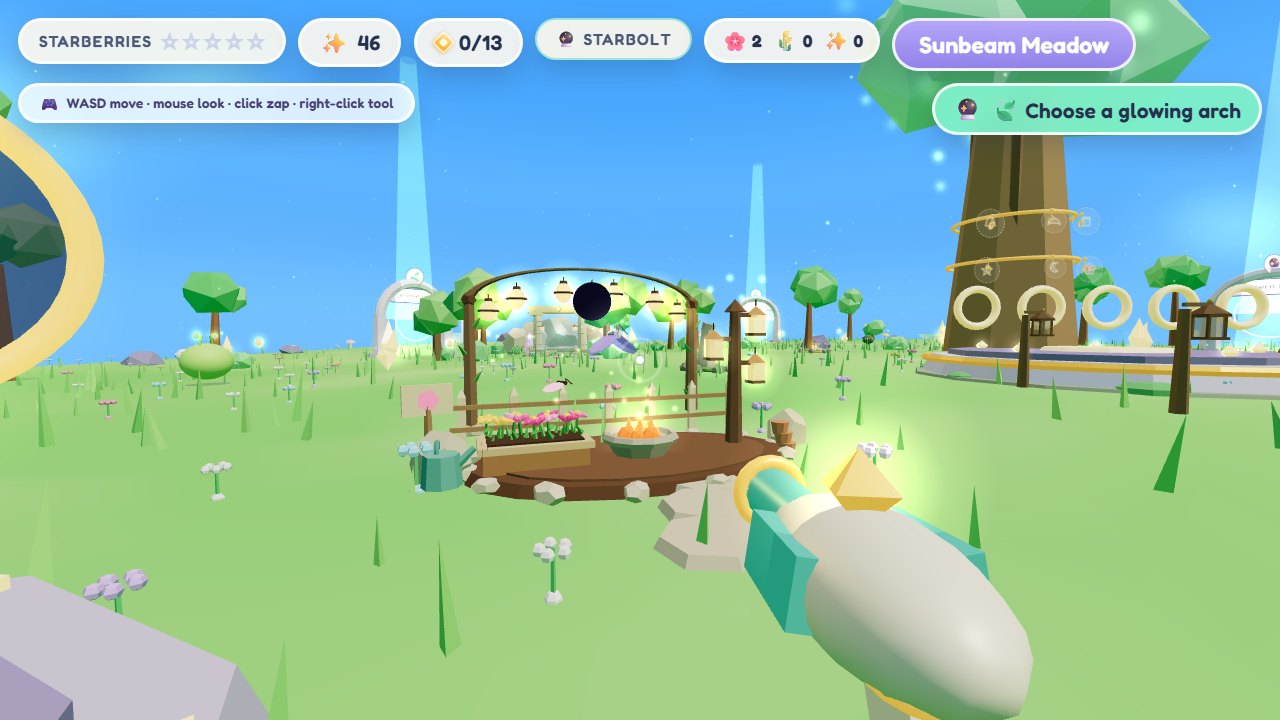 STARBERRIES
46
0/13
STARBOLT
2 0 0
Sunbeam Meadow
WASD move · mouse look · click zap · right-click tool
Choose a glowing arch